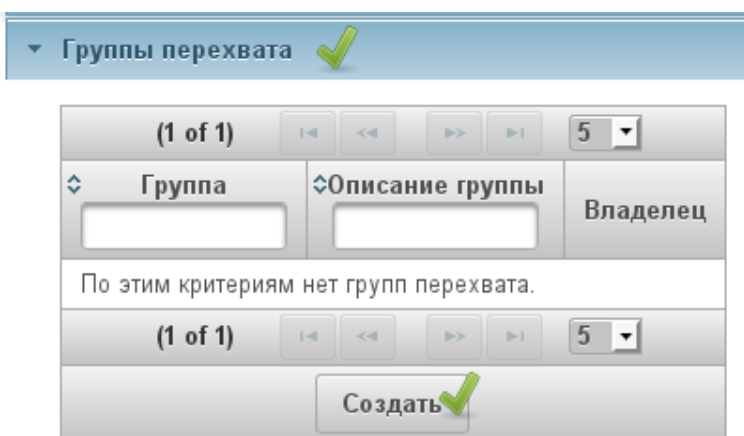 Группы перехвата
(1 of 1) 5
Группа Описание группы Владелец
По этим критериям нет групп перехвата.
(1 of 1) 5
Создать